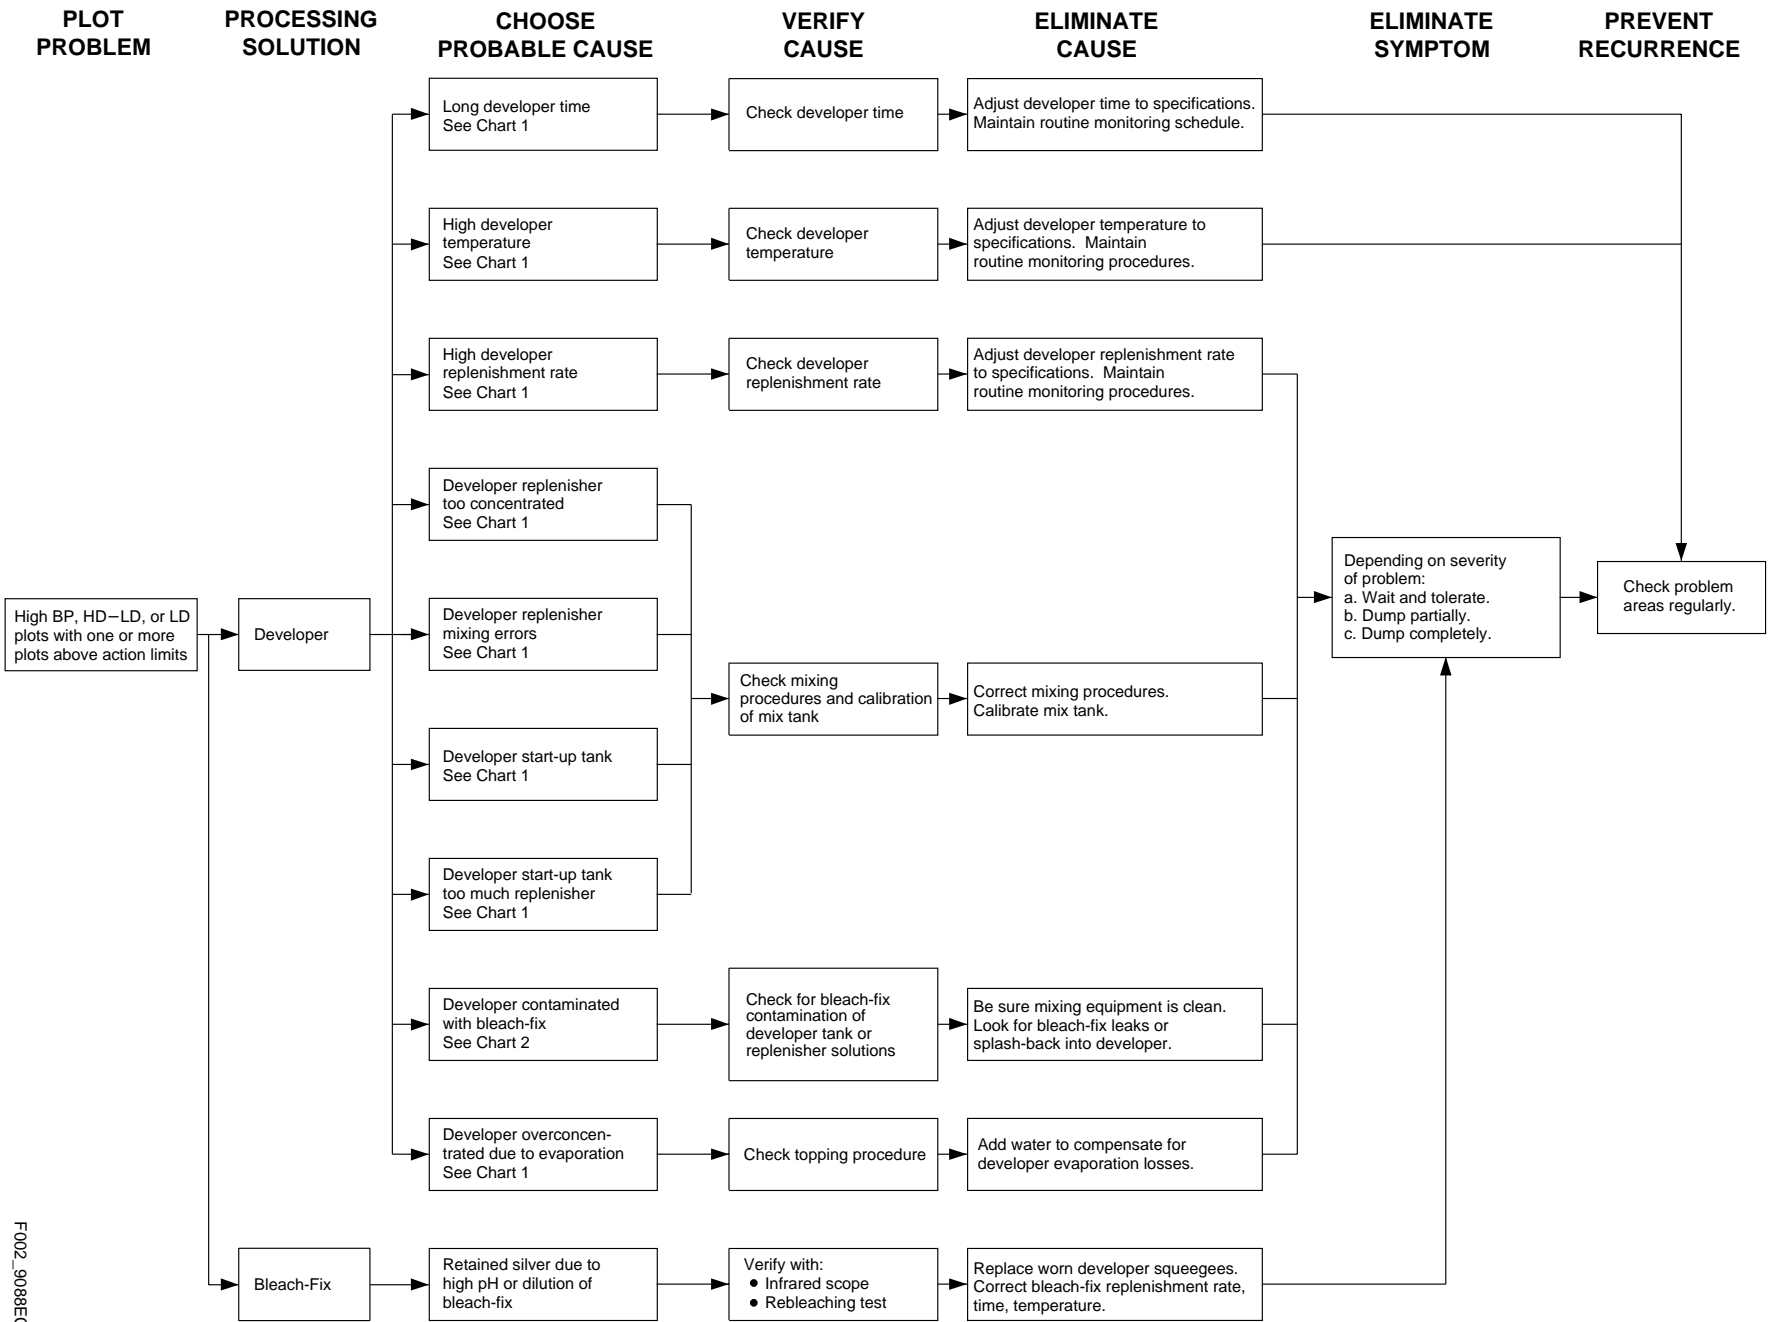 PLOT
PROBLEM
PROCESSING
SOLUTION
CHOOSE
PROBABLE CAUSE
VERIFY
CAUSE
ELIMINATE
CAUSE
ELIMINATE
SYMPTOM
PREVENT
RECURRENCE
Long developer time
See Chart 1
Check developer time
Adjust developer time to specifications.
Maintain routine monitoring schedule.
High developer
temperature
See Chart 1
Check developer
temperature
Adjust developer temperature to
specifications. Maintain
routine monitoring procedures.
High developer
replenishment rate
See Chart 1
Check developer
replenishment rate
Adjust developer replenishment rate
to specifications. Maintain
routine monitoring procedures.
Developer replenisher
too concentrated
See Chart 1
High BP, HD–LD, or LD
plots with one or more
plots above action limits
Developer
Developer replenisher
mixing errors
See Chart 1
Check mixing
procedures and calibration
of mix tank
Correct mixing procedures.
Calibrate mix tank.
Depending on severity
of problem:
a. Wait and tolerate.
b. Dump partially.
c. Dump completely.
Check problem
areas regularly.
Developer start-up tank
See Chart 1
Developer start-up tank
too much replenisher
See Chart 1
Developer contaminated
with bleach-fix
See Chart 2
Check for bleach-fix
contamination of
developer tank or
replenisher solutions
Be sure mixing equipment is clean.
Look for bleach-fix leaks or
splash-back into developer.
Developer overconcen-
trated due to evaporation
See Chart 1
Check topping procedure
Add water to compensate for
developer evaporation losses.
Bleach-Fix
Retained silver due to
high pH or dilution of
bleach-fix
Verify with:
● Infrared scope
● Rebleaching test
Replace worn developer squeegees.
Correct bleach-fix replenishment rate,
time, temperature.